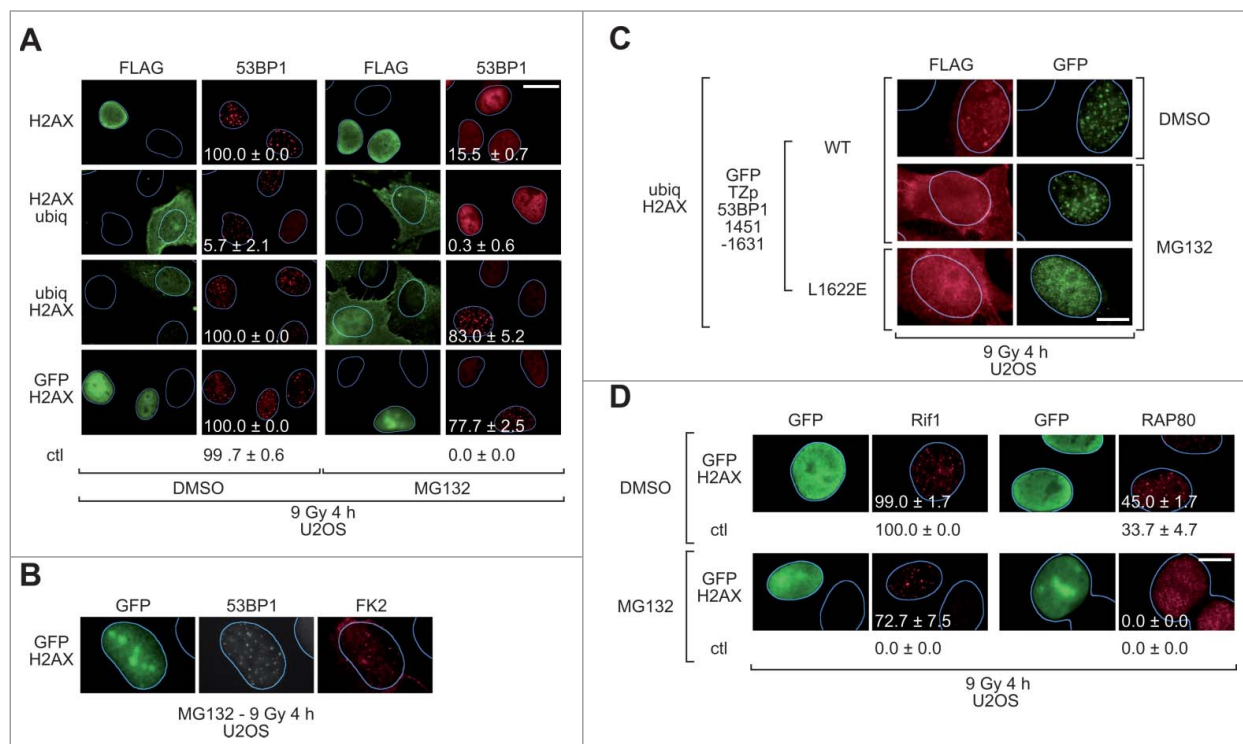 A
FLAG 53BP1 FLAG 53BP1
H2AX
100.0 ± 0.0 15.5 ± 0.7
H2AX
ubiq
5.7 ± 2.1 0.3 ± 0.6
ubiq
H2AX
100.0 ± 0.0 83.0 ± 5.2
GFP
H2AX
100.0 ± 0.0 77.7 ± 2.5
ctl 99 .7 ± 0.6 0.0 ± 0.0
DMSO MG132
9 Gy 4 h
U2OS
B
GFP 53BP1 FK2
GFP
H2AX
MG132 - 9 Gy 4 h
U2OS
C
FLAG GFP
ubiq
H2AX
GFP
TZp
53BP1
1451
-1631
WT
L1622E
DMSO
MG132
9 Gy 4 h
U2OS
D
GFP Rif1 GFP RAP80
DMSO
GFP
H2AX
99.0 ± 1.7 45.0 ± 1.7
ctl 100.0 ± 0.0 33.7 ± 4.7
MG132
GFP
H2AX
72.7 ± 7.5 0.0 ± 0.0
ctl 0.0 ± 0.0 0.0 ± 0.0
9 Gy 4 h
U2OS